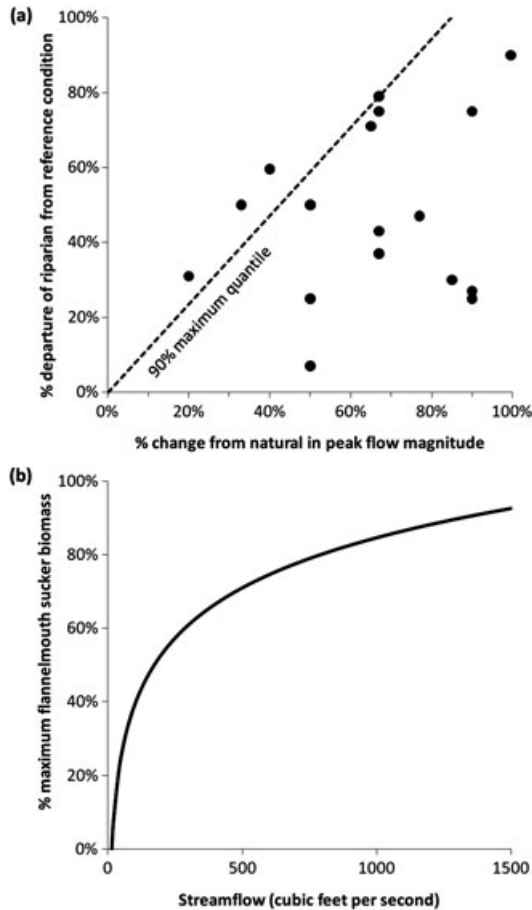 (a)
100%
80%
60%
40%
20%
0%
% departure of riparian from reference condition
90% maximum quantile
0% 20% 40% 60% 80% 100%
% change from natural in peak flow magnitude
(b)
100%
80%
60%
40%
20%
0%
% maximum flannelmouth sucker biomass
0 500 1000 1500
Streamflow (cubic feet per second)